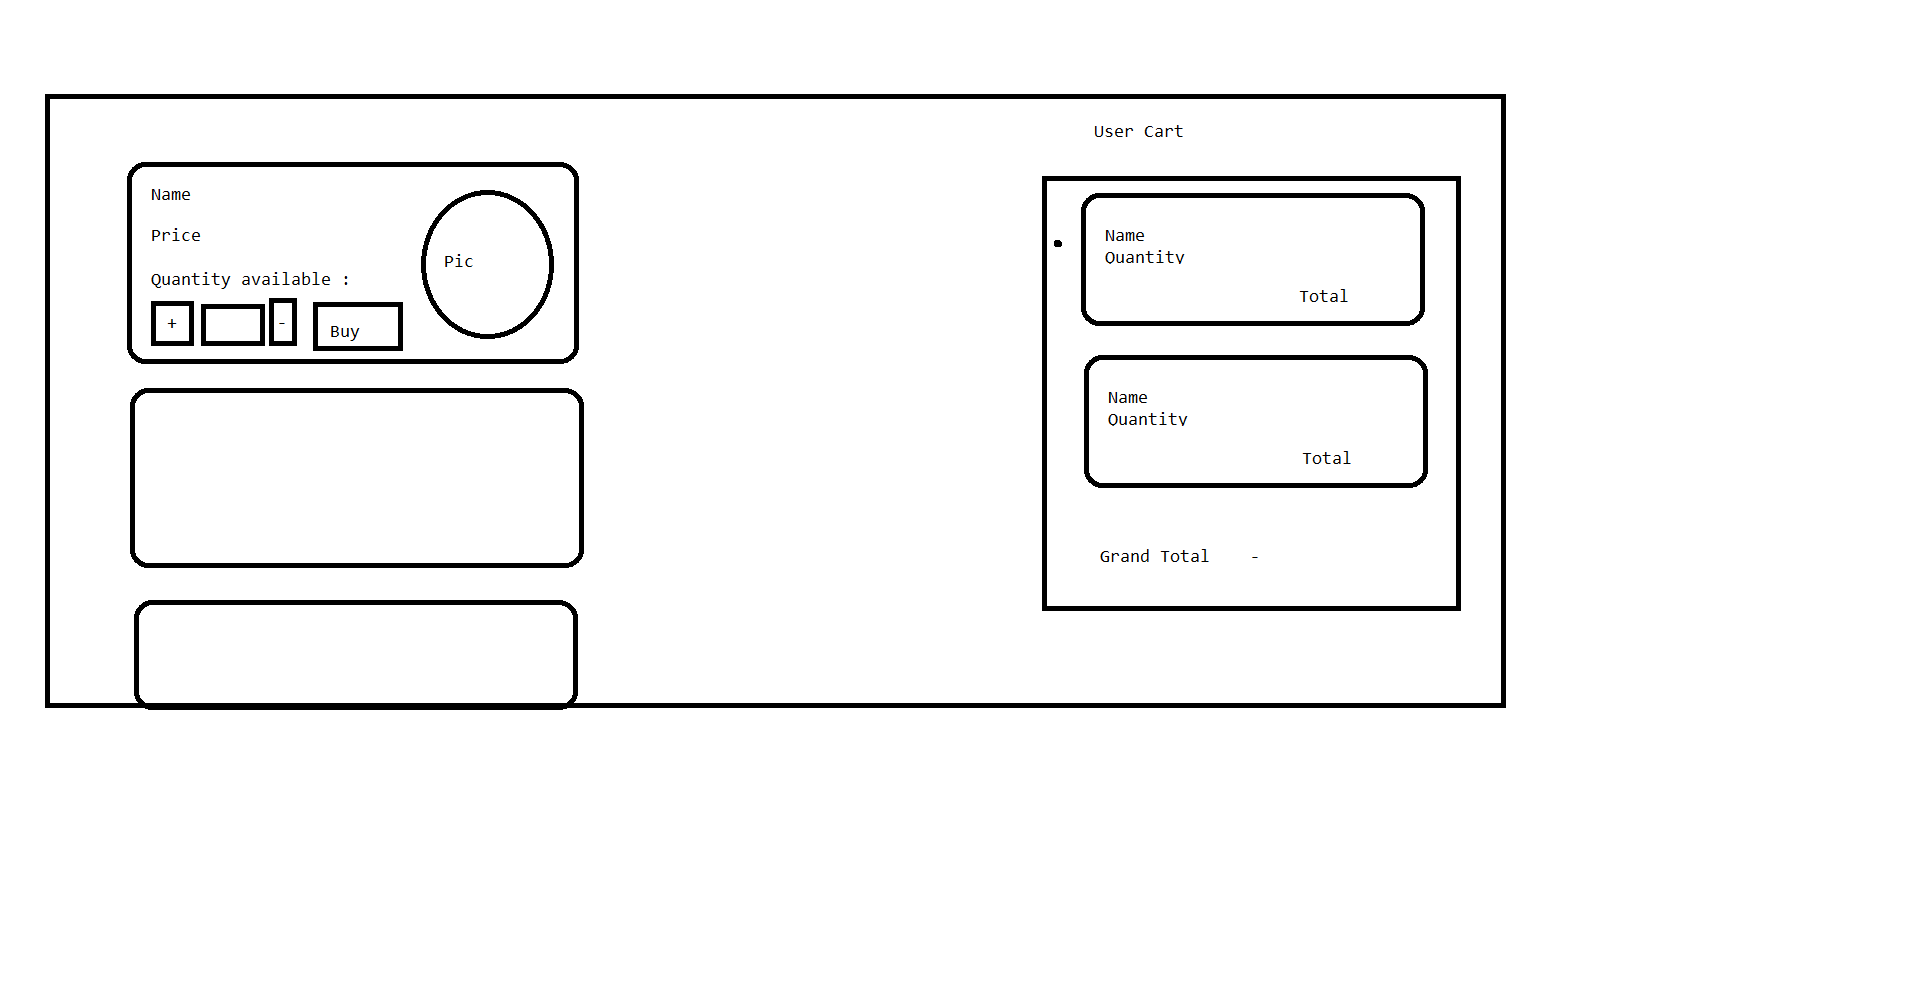 Name
Price
Quantity available :
+
-
Buy
Pic
User Cart
Name
Quantity
Total
Name
Quantity
Total
Grand Total -